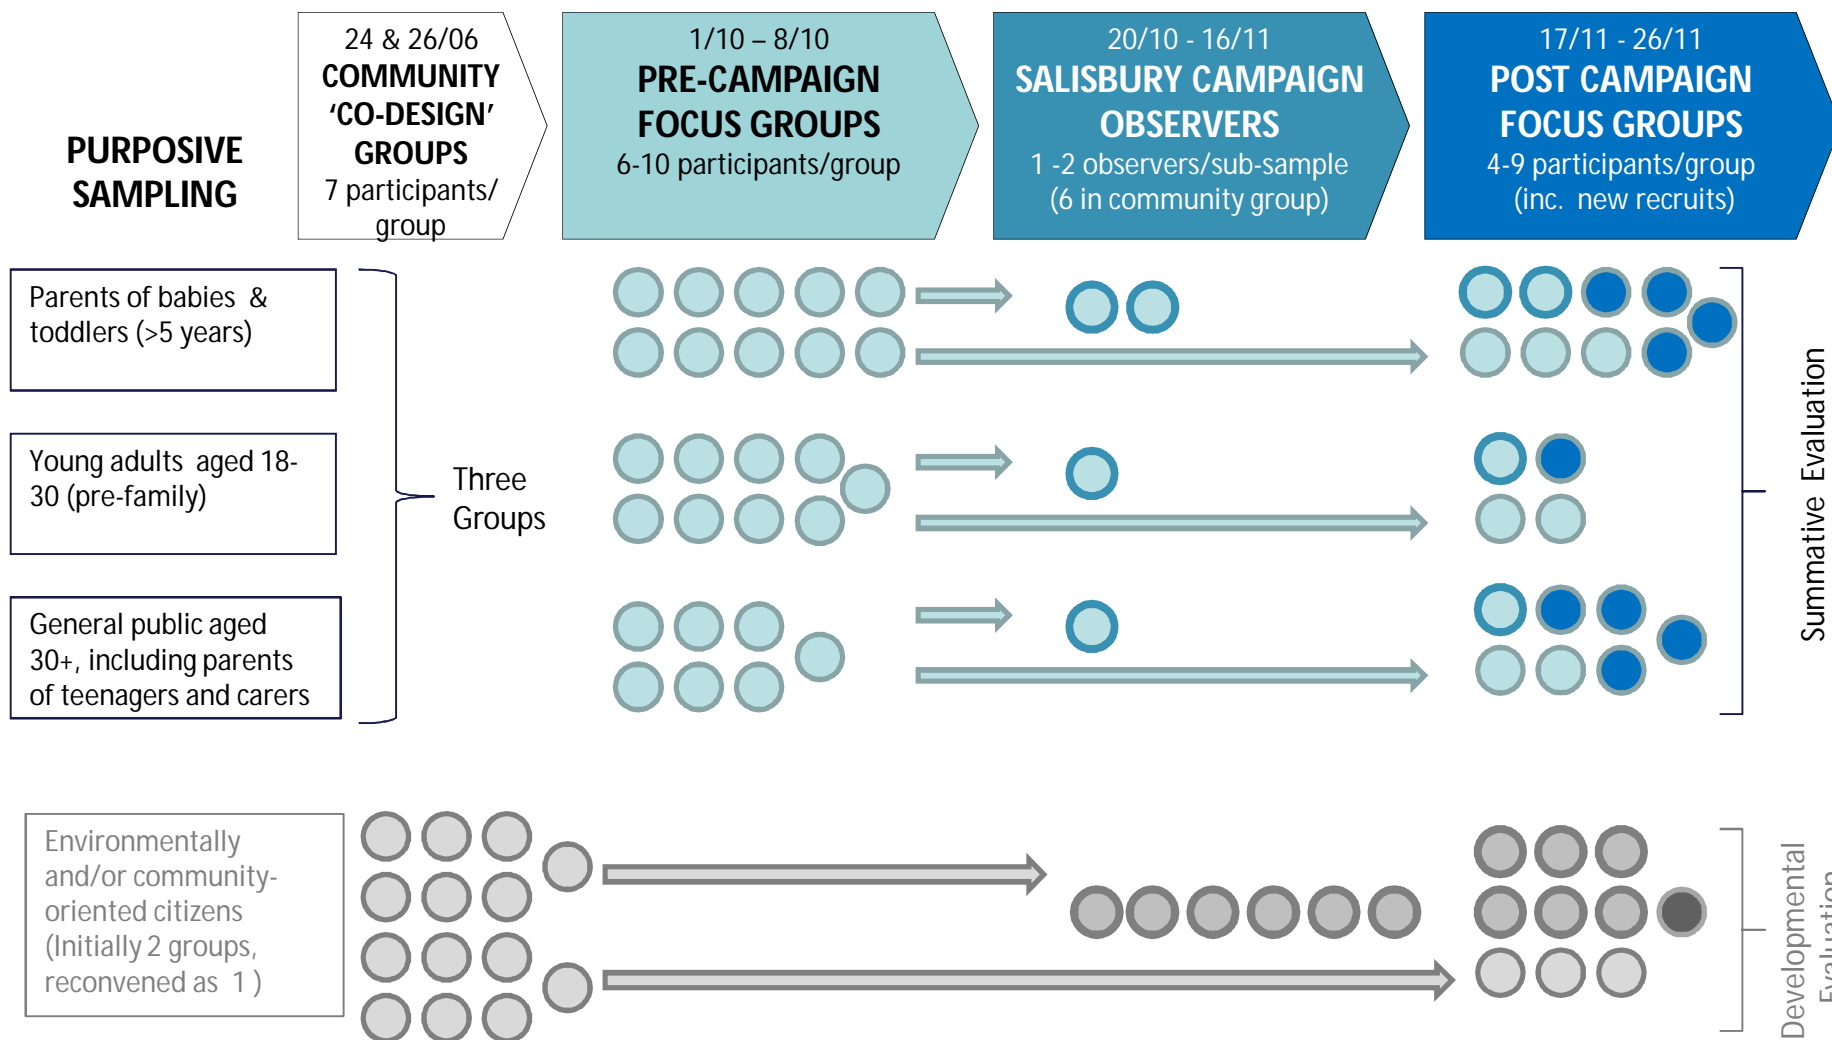 PURPOSIVE
SAMPLING
24 & 26/06
COMMUNITY
‘CO-DESIGN’
GROUPS
7 participants/
group
1/10 – 8/10
PRE-CAMPAIGN
FOCUS GROUPS
6-10 participants/group
20/10 - 16/11
SALISBURY CAMPAIGN
OBSERVERS
1 -2 observers/sub-sample
(6 in community group)
17/11 - 26/11
POST CAMPAIGN
FOCUS GROUPS
4-9 participants/group
(inc. new recruits)
Parents of babies &
toddlers (>5 years)
Young adults aged 18-
30 (pre-family)
General public aged
30+, including parents
of teenagers and carers
Three
Groups
Summative Evaluation
Environmentally
and/or community-
oriented citizens
(Initially 2 groups,
reconvened as 1 )
Developmental
Evaluation